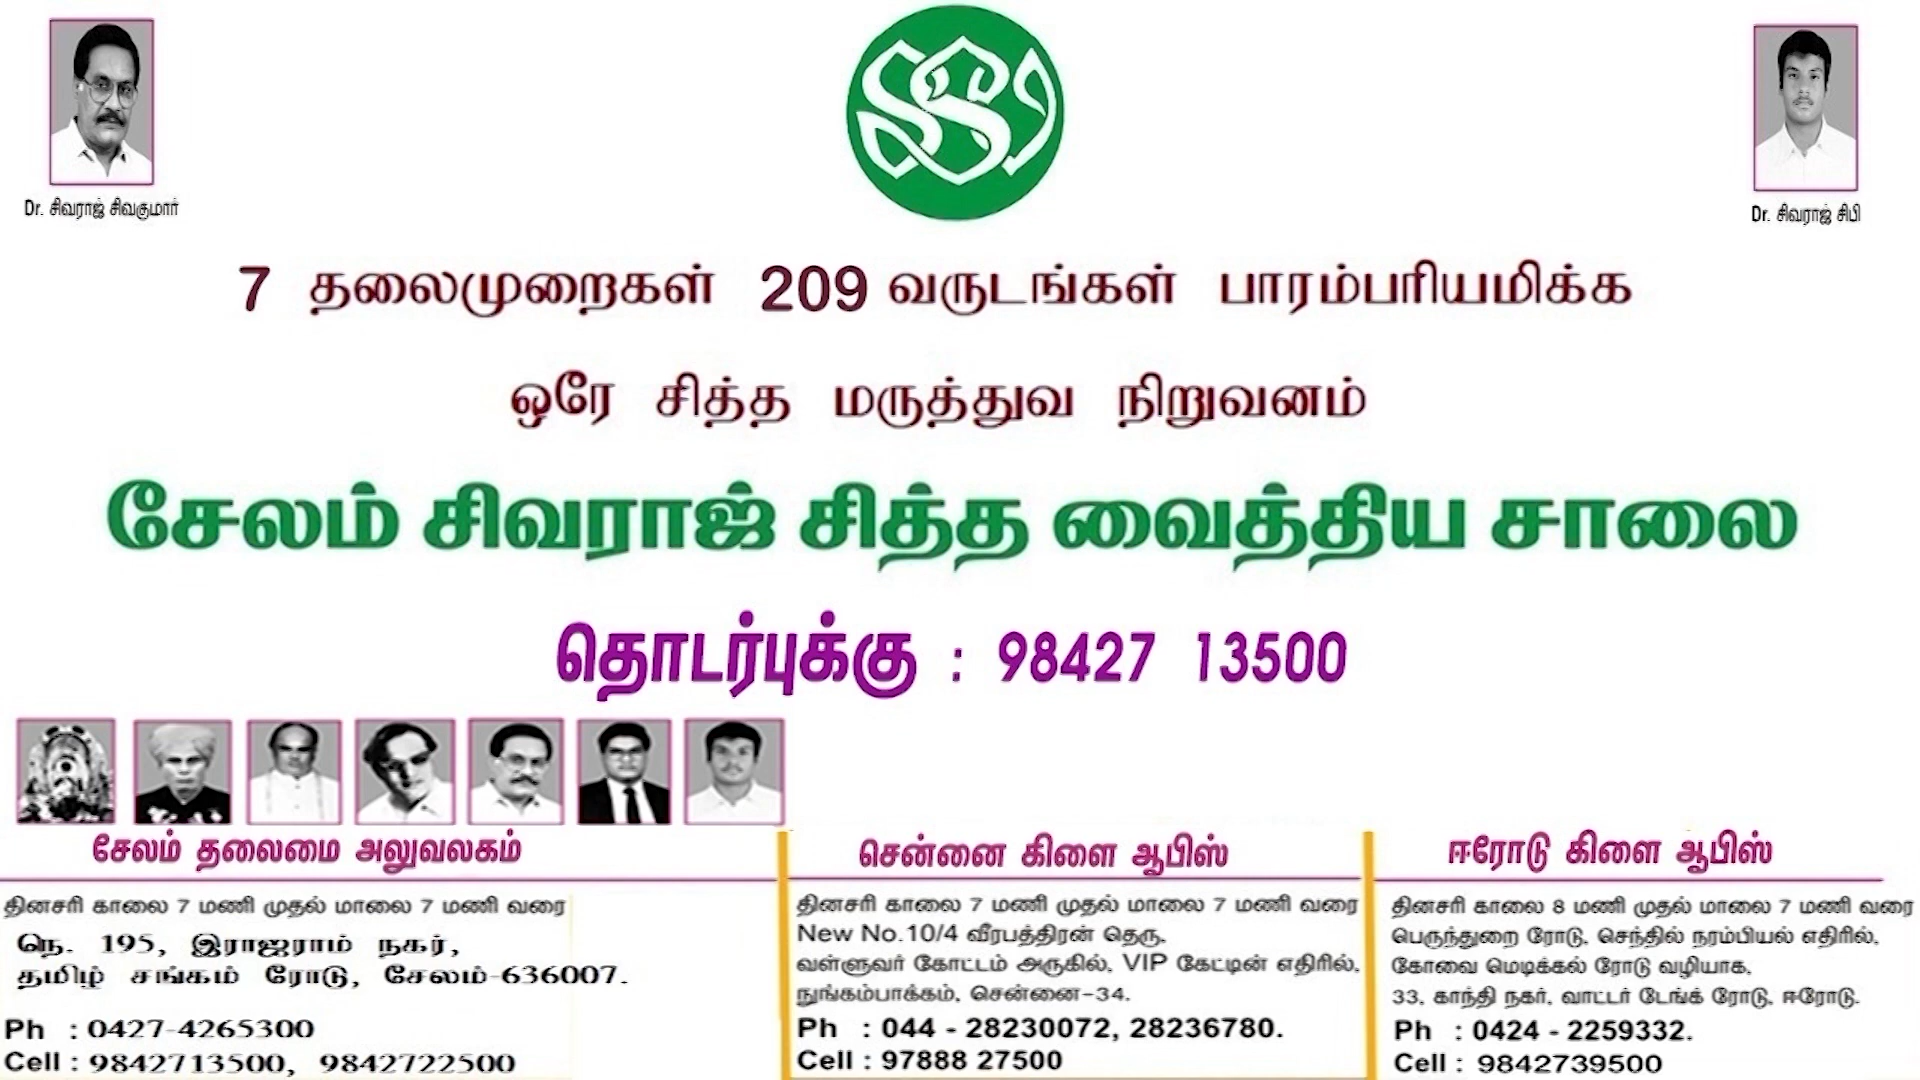 SSI
Dr. சிவராஜ் சிவகுமார்
Dr. சிவராஜ் சிபி
7 தலைமுறைகள் 209 வருடங்கள் பாரம்பரியமிக்க
ஒரே சித்த மருத்துவ நிறுவனம்
சேலம் சிவராஜ் சித்த வைத்திய சாலை
தொடர்புக்கு : 98427 13500
சேலம் தலைமை அலுவலகம்
தினசரி காலை 7 மணி முதல் மாலை 7 மணி வரை
நெ. 195, இராஜராம் நகர்,
தமிழ் சங்கம் ரோடு, சேலம்-636007.
Ph : 0427-4265300
Cell : 9842713500, 9842722500
சென்னை கிளை ஆபிஸ்
தினசரி காலை 7 மணி முதல் மாலை 7 மணி வரை
New No.10/4 வீரபத்திரன் தெரு,
வள்ளுவர் கோட்டம் அருகில், VIP கேட்டின் எதிரில்,
நுங்கம்பாக்கம், சென்னை-34.
Ph : 044 - 28230072, 28236780.
Cell : 97888 27500
ஈரோடு கிளை ஆபிஸ்
தினசரி காலை 8 மணி முதல் மாலை 7 மணி வரை
பெருந்துறை ரோடு, செந்தில் நரம்பியல் எதிரில்,
கோவை மெடிக்கல் ரோடு வழியாக,
33, காந்தி நகர், வாட்டர் டேங்க் ரோடு, ஈரோடு.
Ph : 0424 - 2259332.
Cell : 9842739500